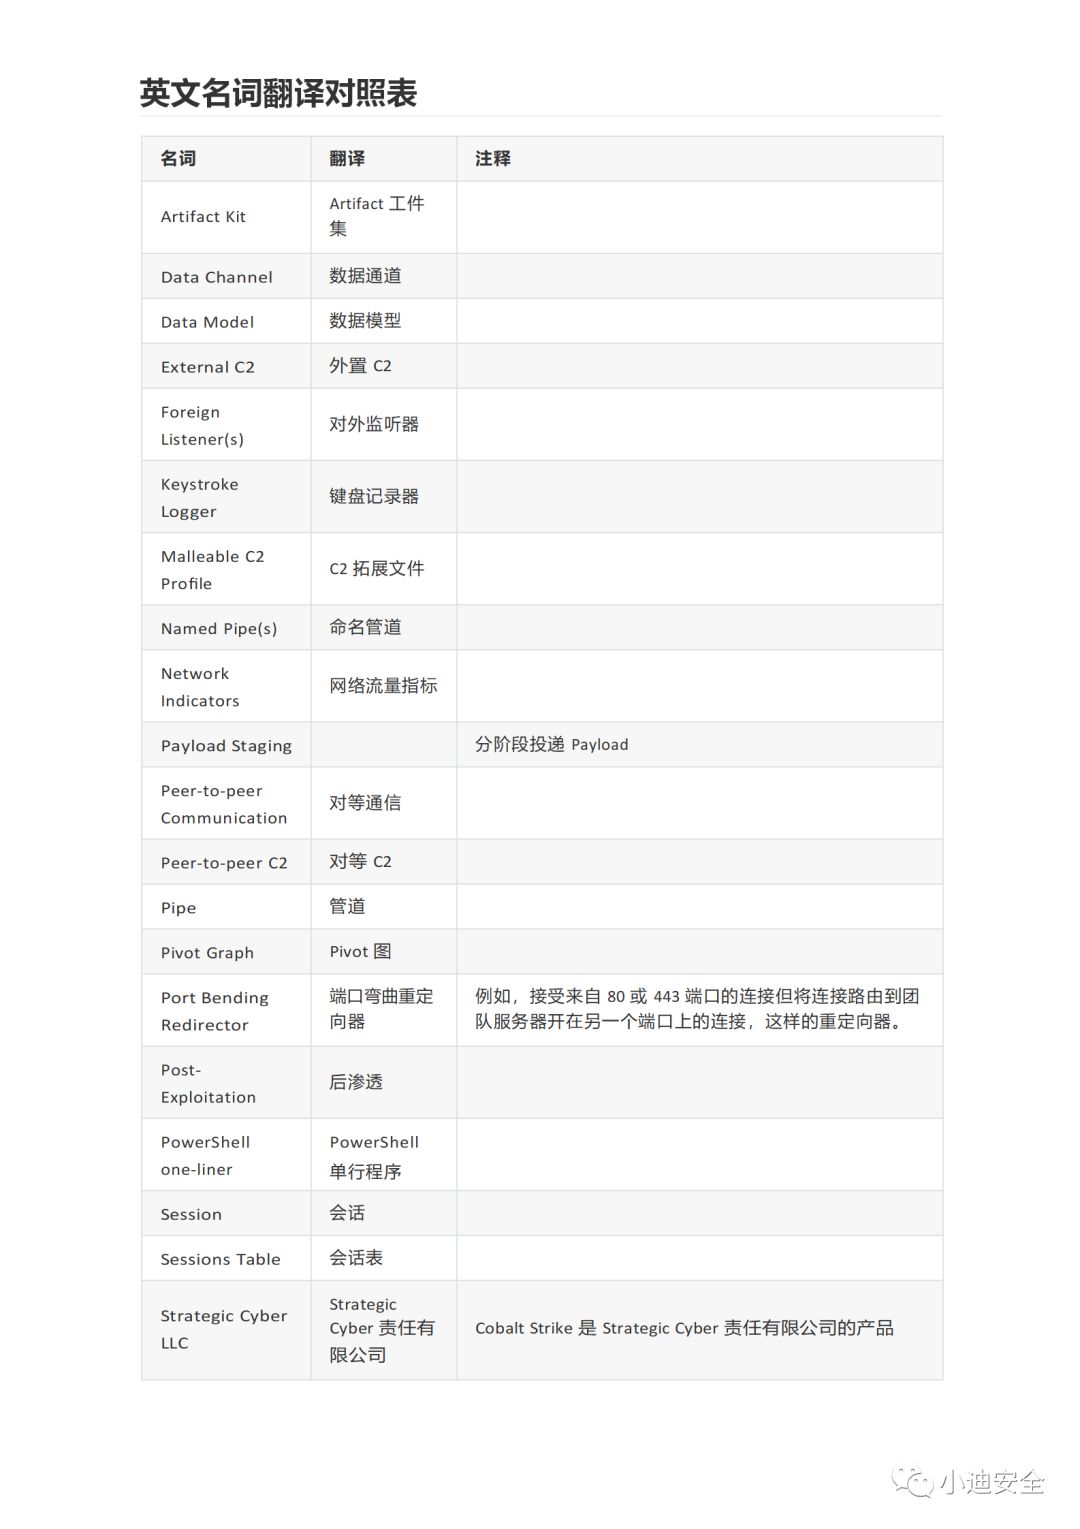 英文名词翻译对照表
名词 翻译 注释
Artifact Kit Artifact 工件
集
Data Channel 数据通道
Data Model 数据模型
External C2 外置 C2
Foreign
Listener(s) 对外监听器
Keystroke
Logger 键盘记录器
Malleable C2
Profile C2 拓展文件
Named Pipe(s) 命名管道
Network
Indicators 网络流量指标
Payload Staging 分阶段投递 Payload
Peer-to-peer
Communication 对等通信
Peer-to-peer C2 对等 C2
Pipe 管道
Pivot Graph Pivot 图
Port Bending
Redirector
端口弯曲重定
向器
例如，接受来自 80 或 443 端口的连接但将连接路由到团
队服务器开在另一个端口上的连接，这样的重定向器。
Post-
Exploitation 后渗透
PowerShell
one-liner
PowerShell
单行程序
Session 会话
Sessions Table 会话表
Strategic Cyber
LLC
Strategic
Cyber 责任有
限公司
Cobalt Strike 是 Strategic Cyber 责任有限公司的产品
小迪安全